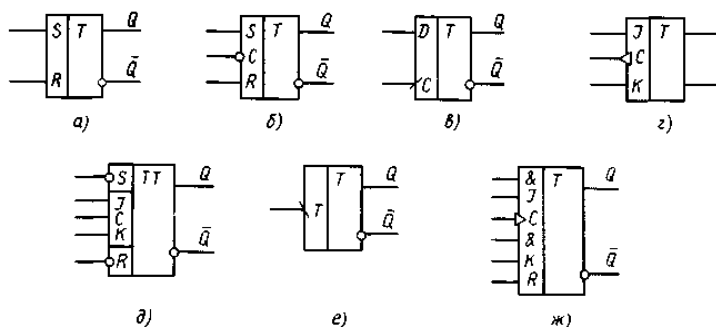 S T Q
R Q̄
а)
S T Q
C
R Q̄
б)
D T Q
C Q̄
в)
J T
C
K
г)
S TT Q
J
C
K
R Q̄
д)
T Q
T Q̄
е)
& T Q
J
C
&
K
R Q̄
ж)